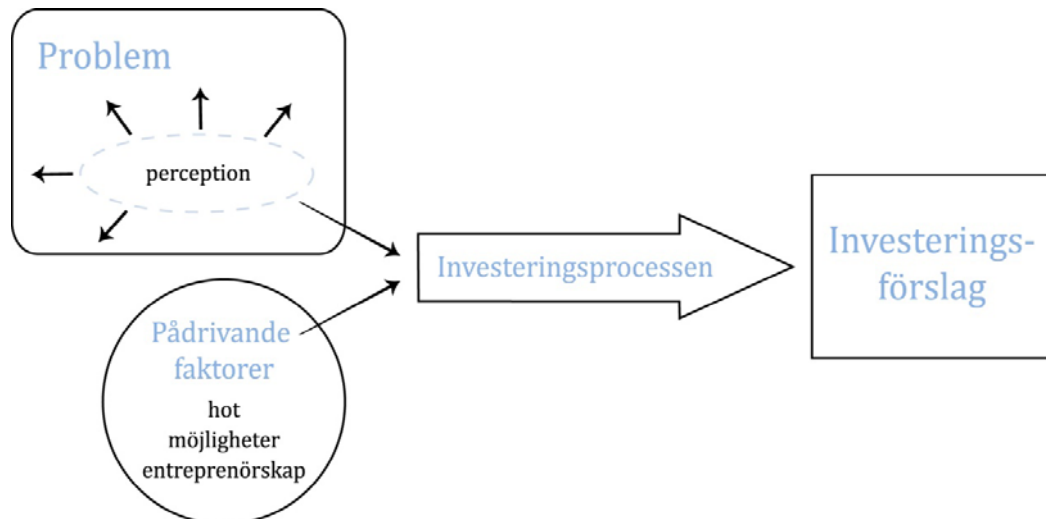 Problem
perception
Investeringsprocessen
Investerings-
förslag
Pådrivande
faktorer
hot
möjligheter
entreprenörskap